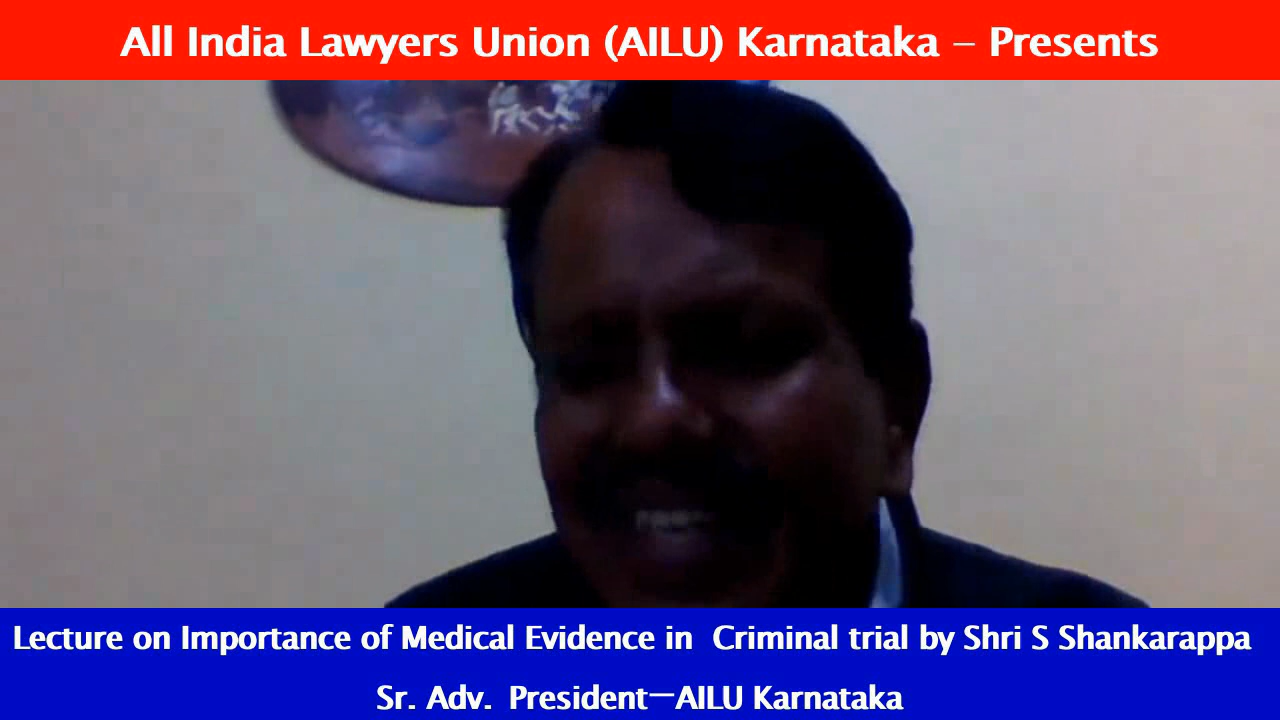 All India Lawyers Union (AILU) Karnataka – Presents
Lecture on Importance of Medical Evidence in Criminal trial by Shri S Shankarappa
Sr. Adv. President—AILU Karnataka